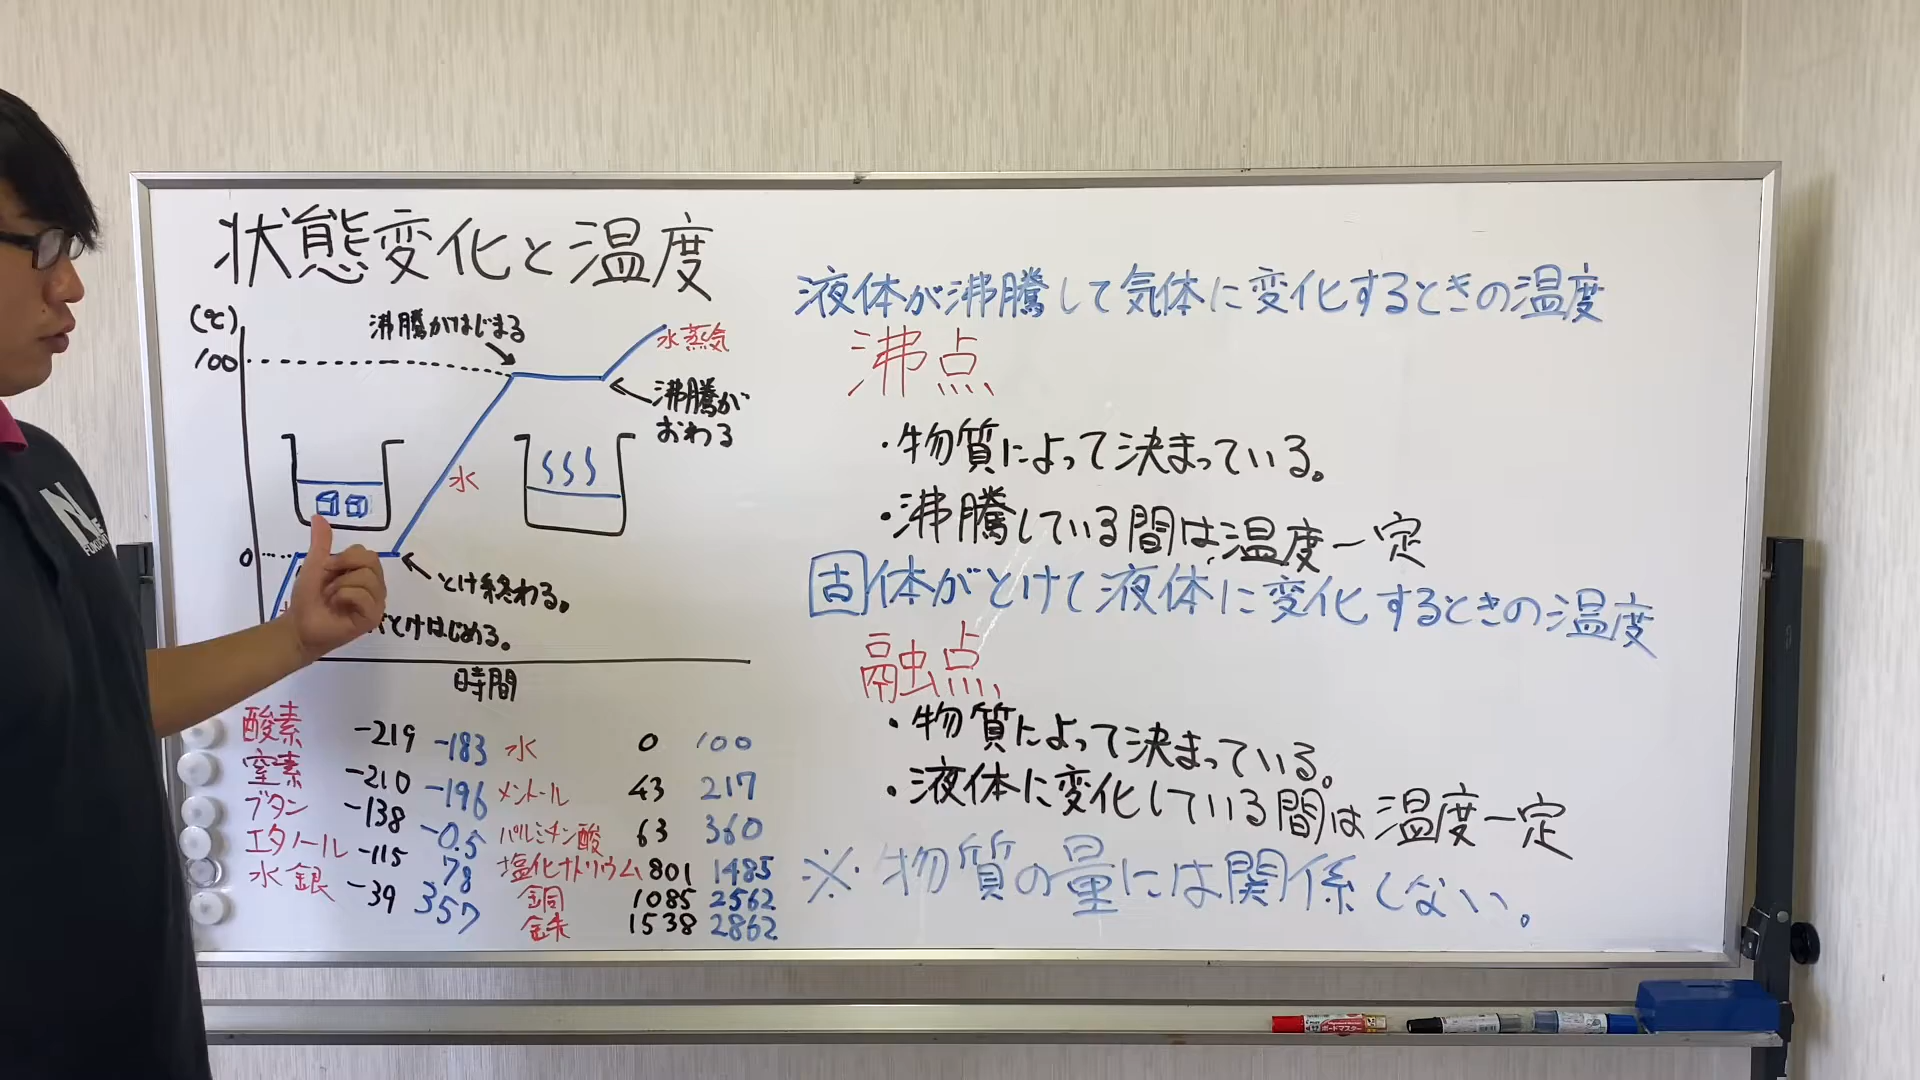 状態変化と温度
(℃)
100
沸騰がはじまる
水蒸気
沸騰が
おわる
水
0
とけ終わる。
がとけはじめる。
時間
酸素 -219 -183
窒素 -210 -196
ブタン -138 -0.5
エタノール -115 78
水銀 -39 357
水 0 100
メントール 43 217
パルミチン酸 63 360
塩化ナトリウム 801 1485
銅 1085 2562
鉄 1538 2862
液体が沸騰して気体に変化するときの温度
沸点
・物質によって決まっている。
・沸騰している間は温度一定
固体がとけて液体に変化するときの温度
融点
・物質によって決まっている。
・液体に変化している間は温度一定
※物質の量には関係しない。